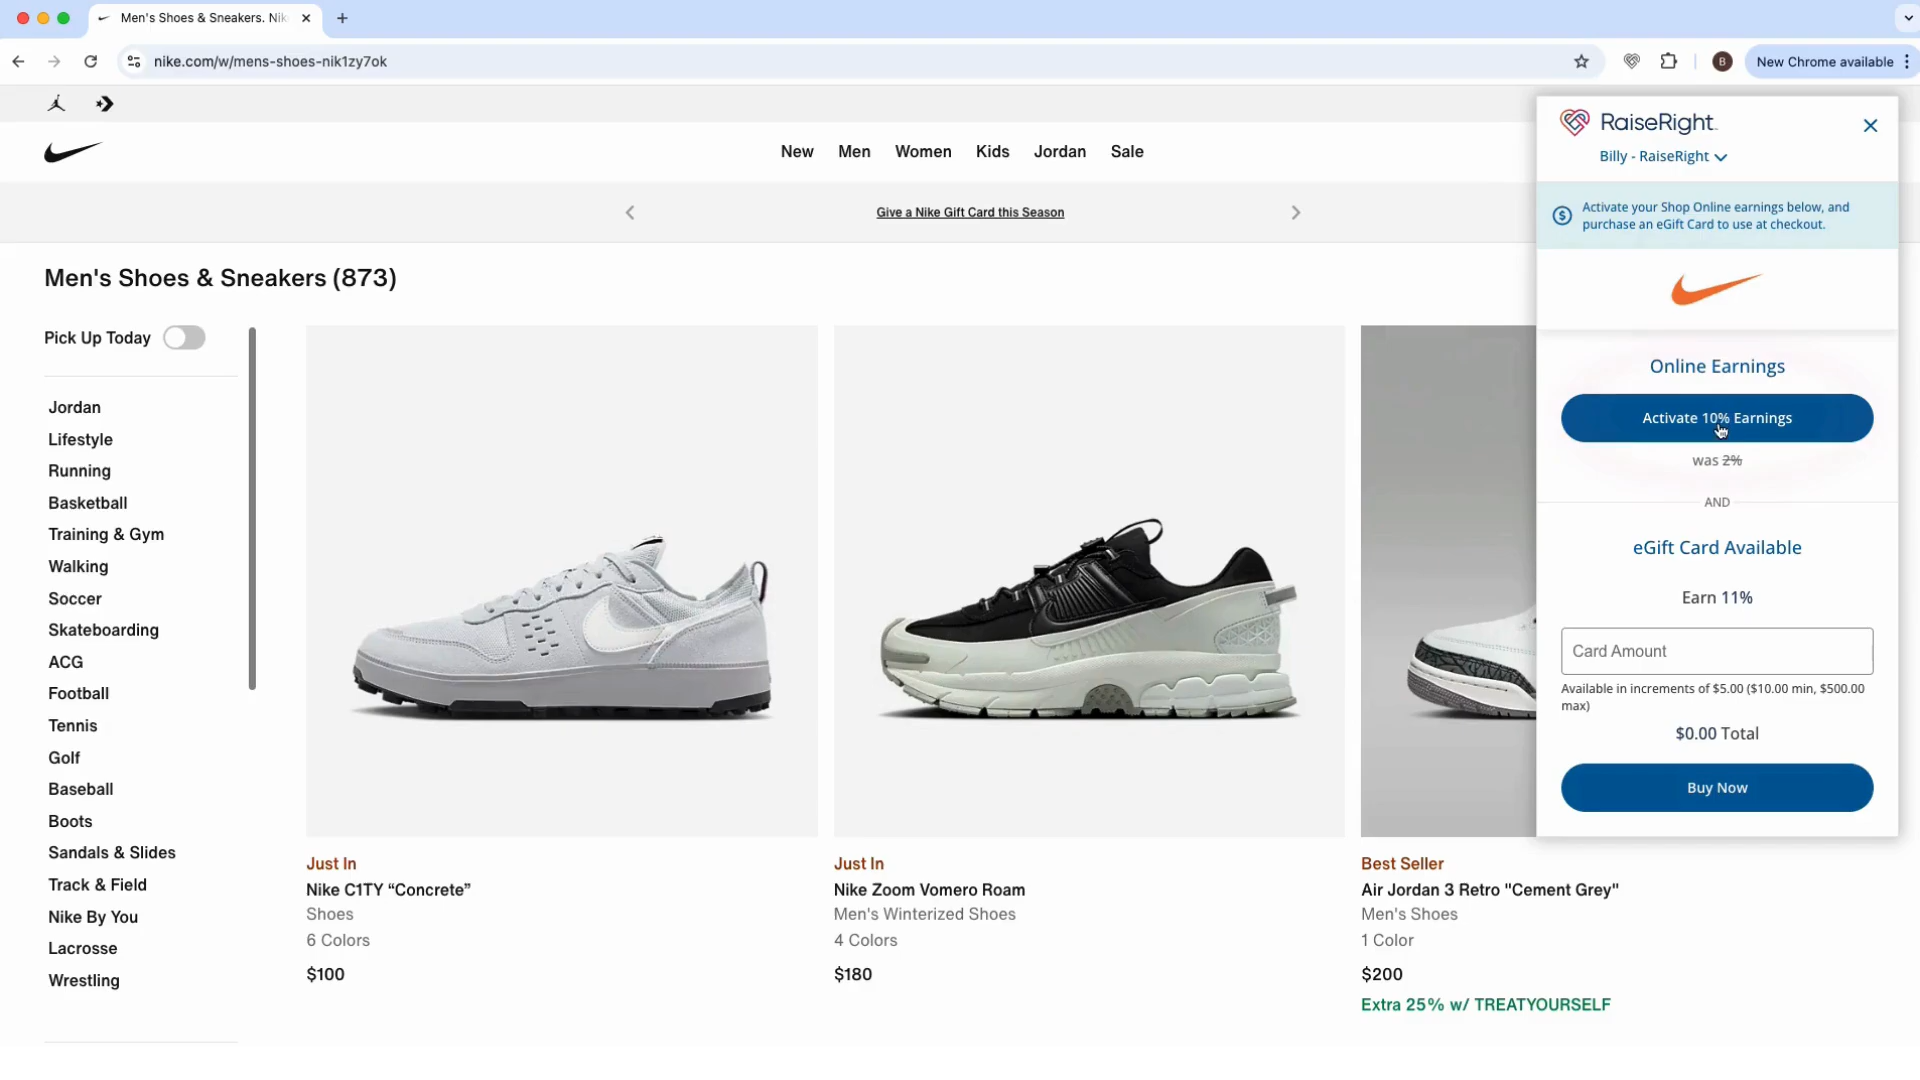 Men's Shoes & Sneakers. Nik
nike.com/w/mens-shoes-nik1zy7ok
B
New Chrome available
New
Men
Women
Kids
Jordan
Sale
Give a Nike Gift Card this Season
Men's Shoes & Sneakers (873)
Pick Up Today
Jordan
Lifestyle
Running
Basketball
Training & Gym
Walking
Soccer
Skateboarding
ACG
Football
Tennis
Golf
Baseball
Boots
Sandals & Slides
Track & Field
Nike By You
Lacrosse
Wrestling
Just In
Nike C1TY “Concrete”
Shoes
6 Colors
$100
Just In
Nike Zoom Vomero Roam
Men's Winterized Shoes
4 Colors
$180
Best Seller
Air Jordan 3 Retro "Cement Grey"
Men's Shoes
1 Color
$200
Extra 25% w/ TREATYOURSELF
RaiseRight
Billy - RaiseRight
Activate your Shop Online earnings below, and
purchase an eGift Card to use at checkout.
Online Earnings
Activate 10% Earnings
was 2%
AND
eGift Card Available
Earn 11%
Card Amount
Available in increments of $5.00 ($10.00 min, $500.00
max)
$0.00 Total
Buy Now